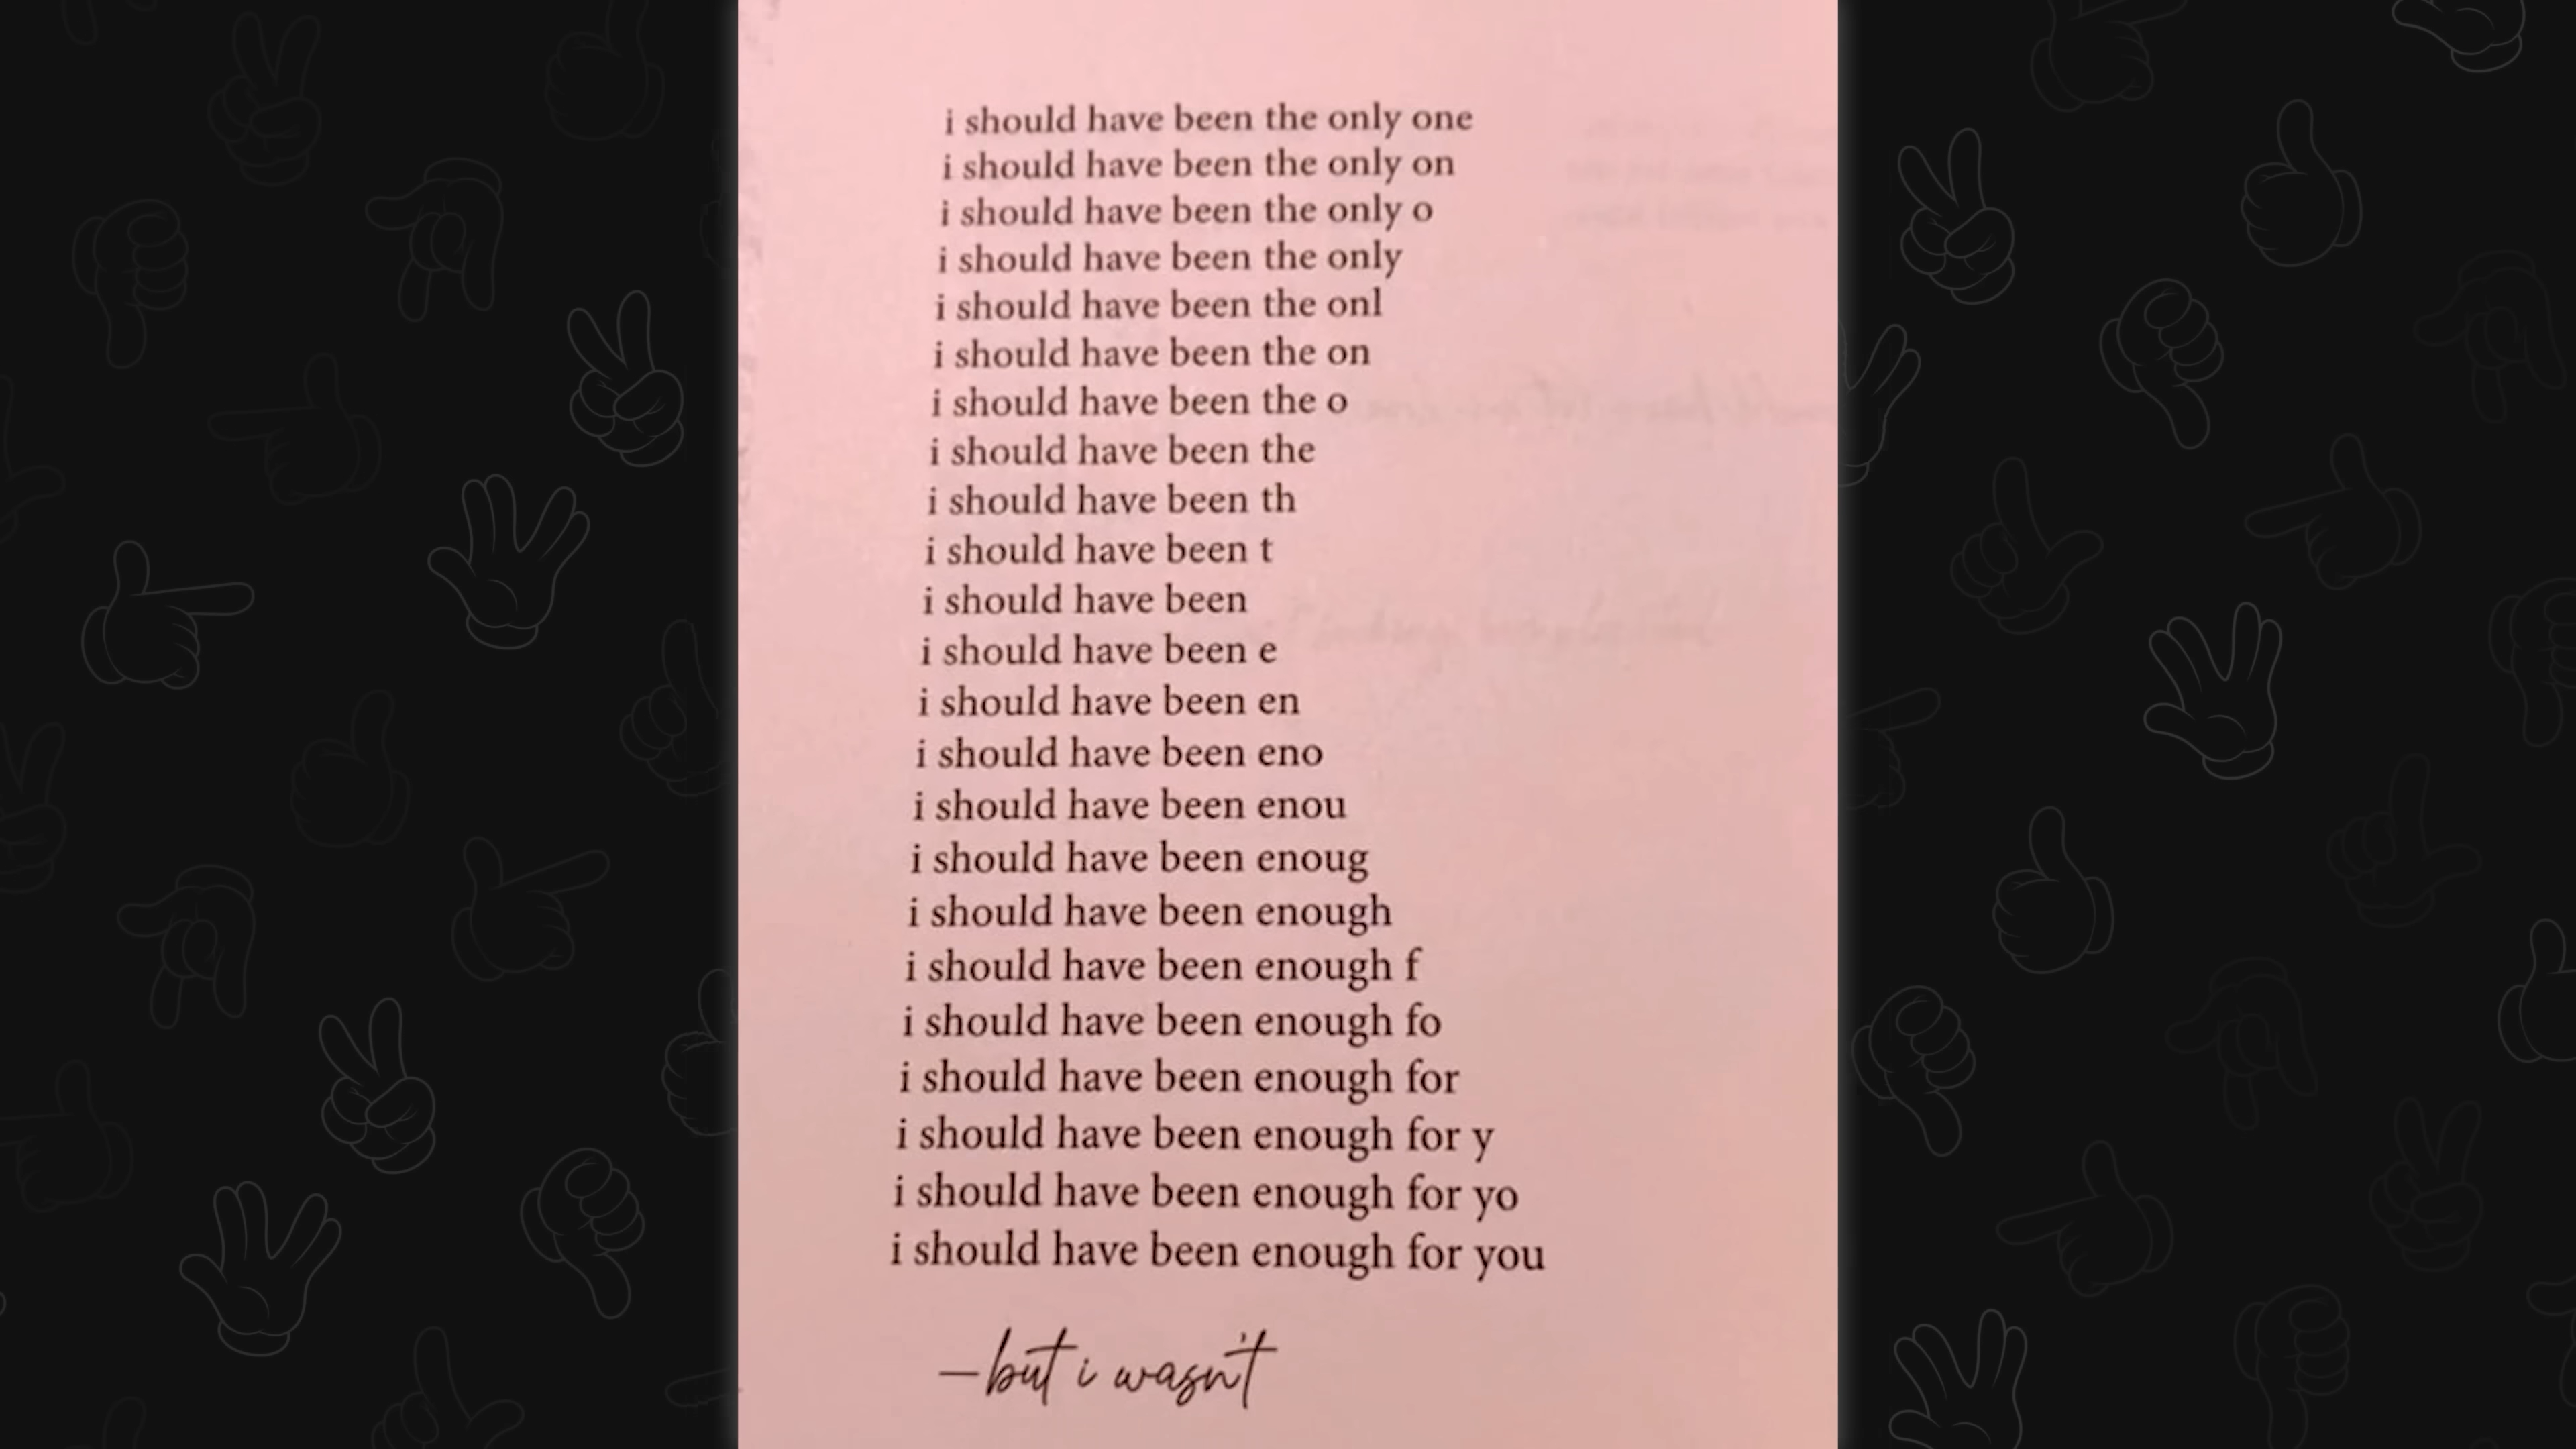 i should have been the only one
i should have been the only on
i should have been the only o
i should have been the only
i should have been the onl
i should have been the on
i should have been the o
i should have been the
i should have been th
i should have been t
i should have been
i should have been e
i should have been en
i should have been eno
i should have been enou
i should have been enoug
i should have been enough
i should have been enough f
i should have been enough fo
i should have been enough for
i should have been enough for y
i should have been enough for yo
i should have been enough for you
—but i wasn't